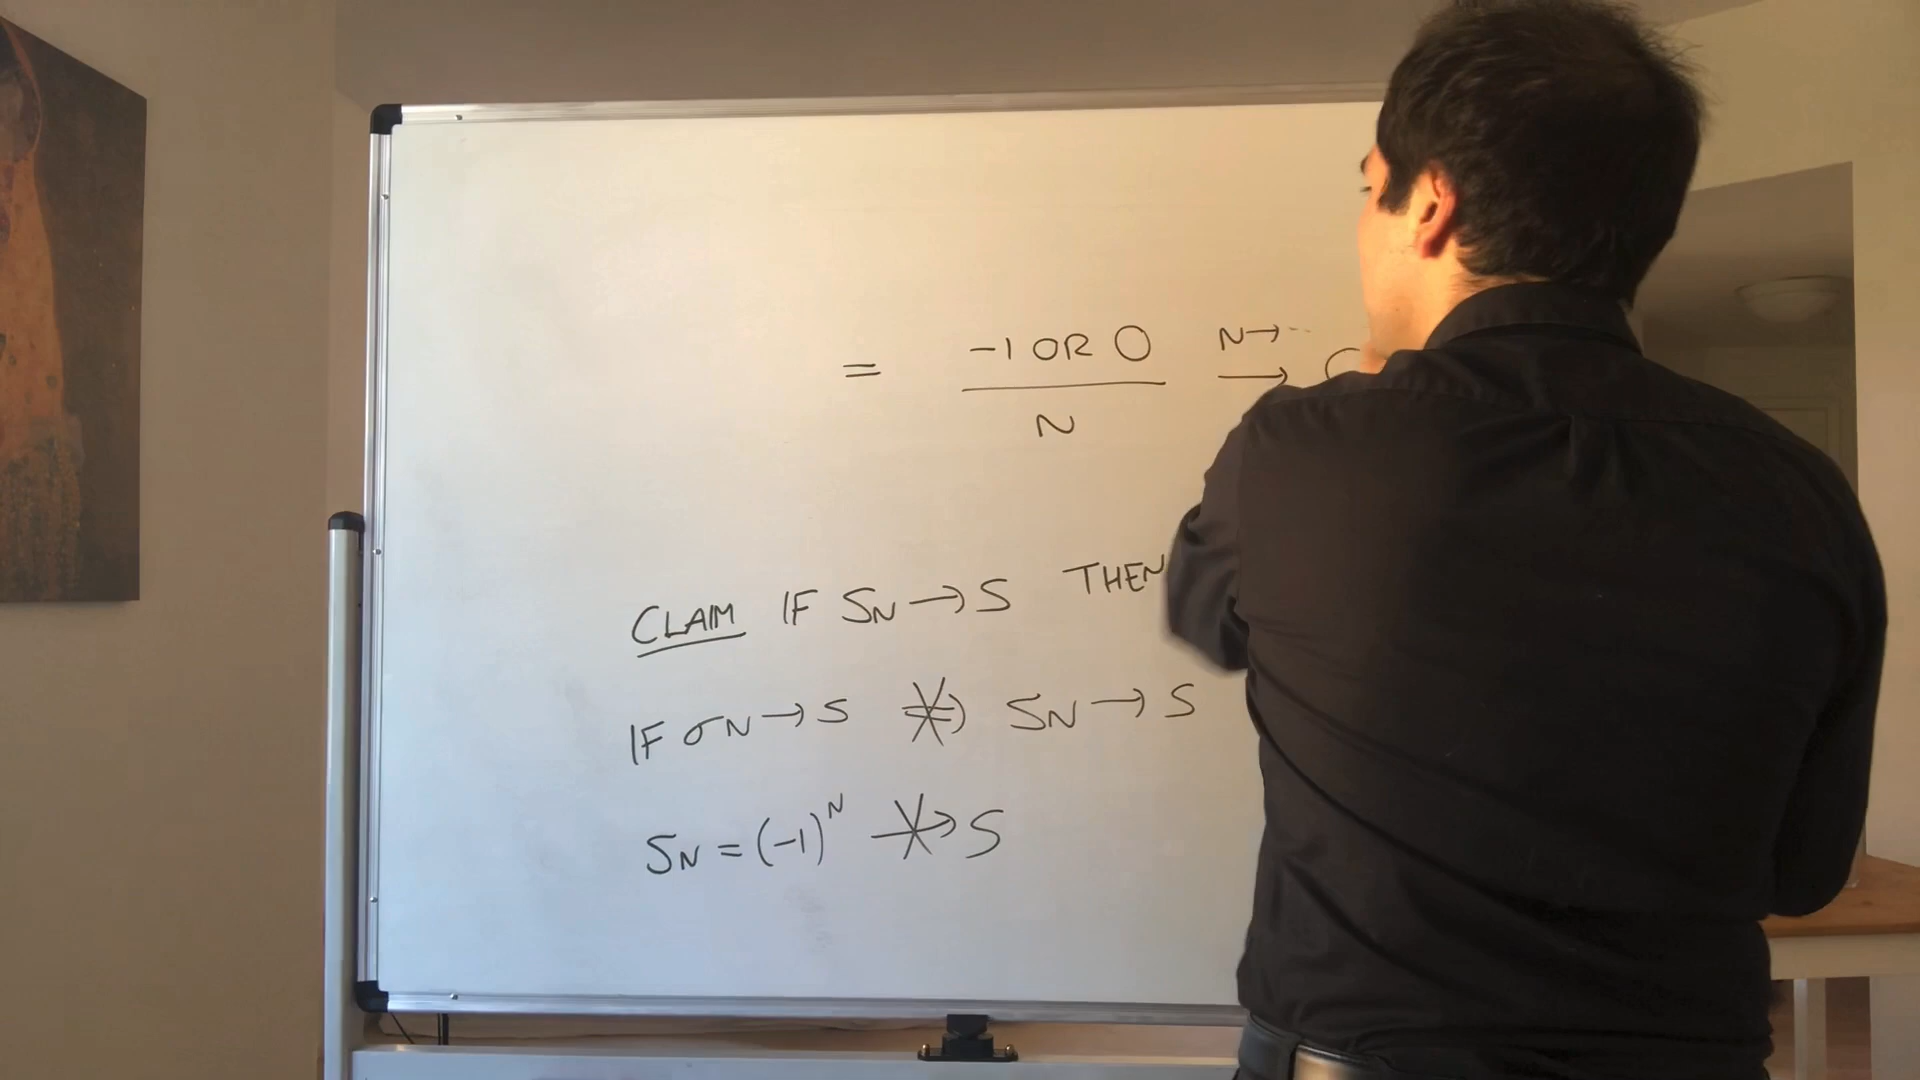 = -1 OR 0 / N N→
CLAIM IF SN → S THEN
IF σN → S ⇏ SN → S
SN = (-1)^N ↛ S